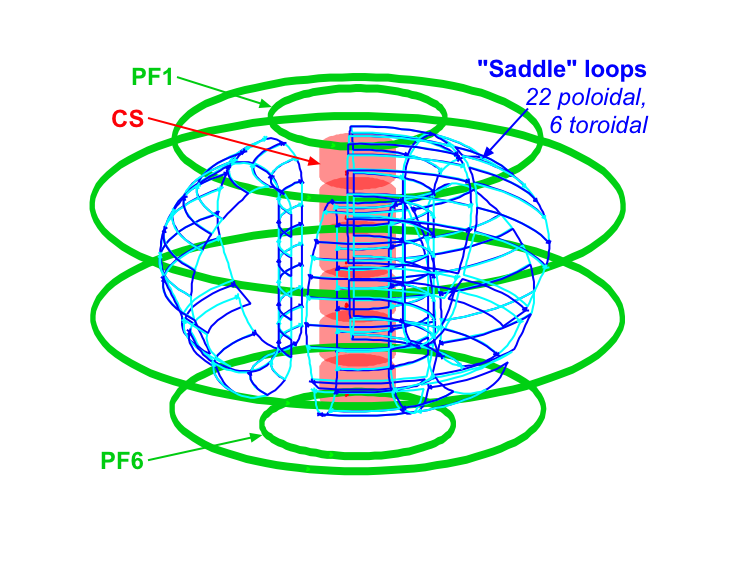 PF1
"Saddle" loops
22 poloidal,
6 toroidal
CS
PF6